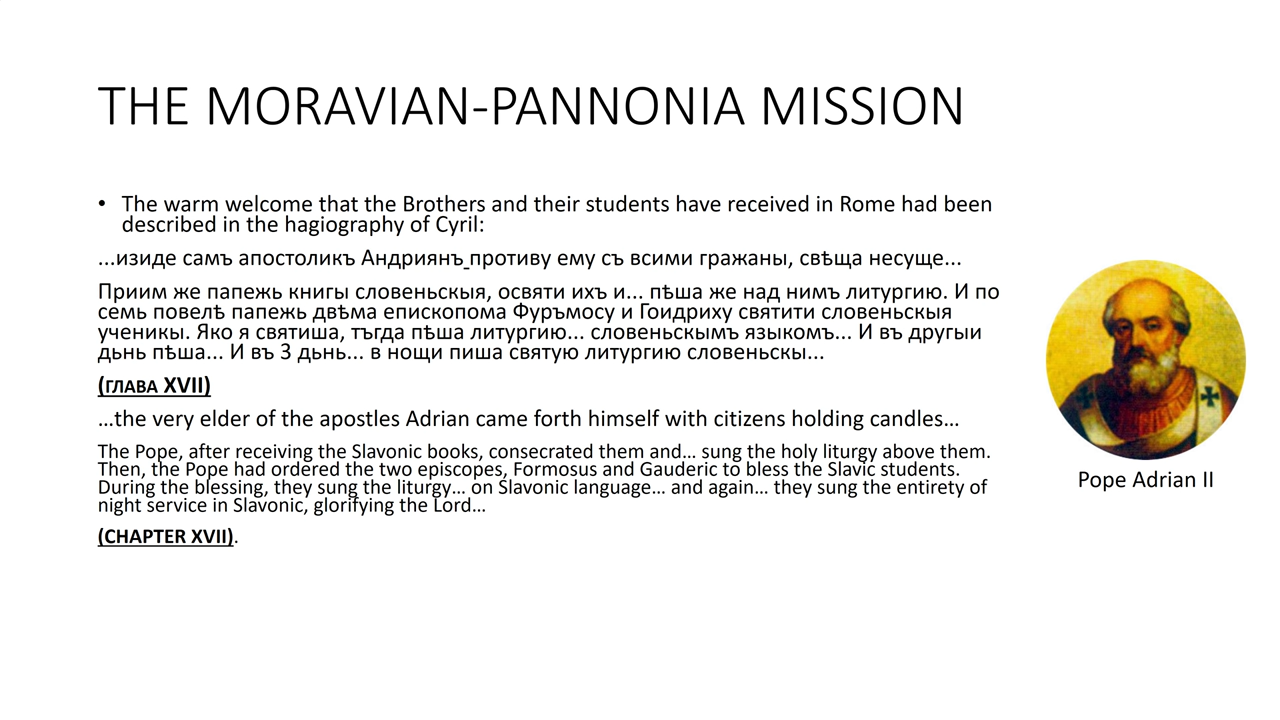 THE MORAVIAN-PANNONIA MISSION
• The warm welcome that the Brothers and their students have received in Rome had been
described in the hagiography of Cyril:
...изиде самъ апостоликъ Андриянъ противу ему съ всими гражаны, свѣща несуще...
Приим же папежь книгы словеньскыя, освяти ихъ и... пѣша же над нимъ литургию. И по
семь повелѣ папежь двѣма епископома Фуръмосу и Гоидриху святити словеньскыя
ученикы. Яко я святиша, тъгда пѣша литургию... словеньскымъ языкомъ... И въ другыи
дьнь пѣша... И въ 3 дьнь... в нощи пиша святую литургию словеньскы...
(ГЛАВА XVII)
…the very elder of the apostles Adrian came forth himself with citizens holding candles…
The Pope, after receiving the Slavonic books, consecrated them and… sung the holy liturgy above them.
Then, the Pope had ordered the two episcopes, Formosus and Gauderic to bless the Slavic students.
During the blessing, they sung the liturgy… on Slavonic language… and again… they sung the entirety of
night service in Slavonic, glorifying the Lord…
(CHAPTER XVII).
Pope Adrian II